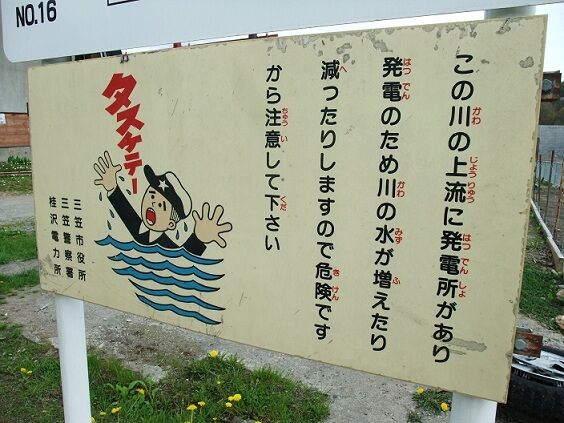 NO.16
この川の上流に発電所があり
発電のため川の水が増えたり
減ったりしますので危険です
から注意して下さい
タスケテー
三笠市役所
三笠警察署
桂沢電力所